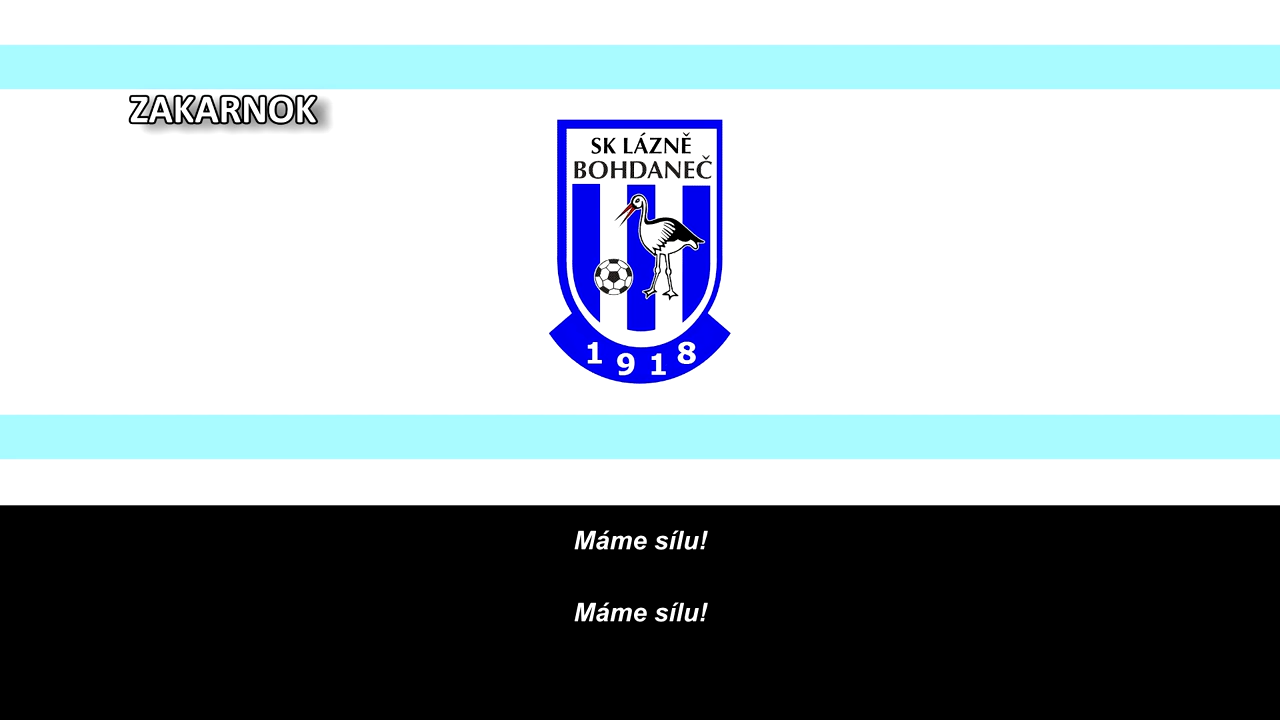 ZAKARNOK
SK LÁZNĚ
BOHDANEČ
1918
Máme sílu!
Máme sílu!